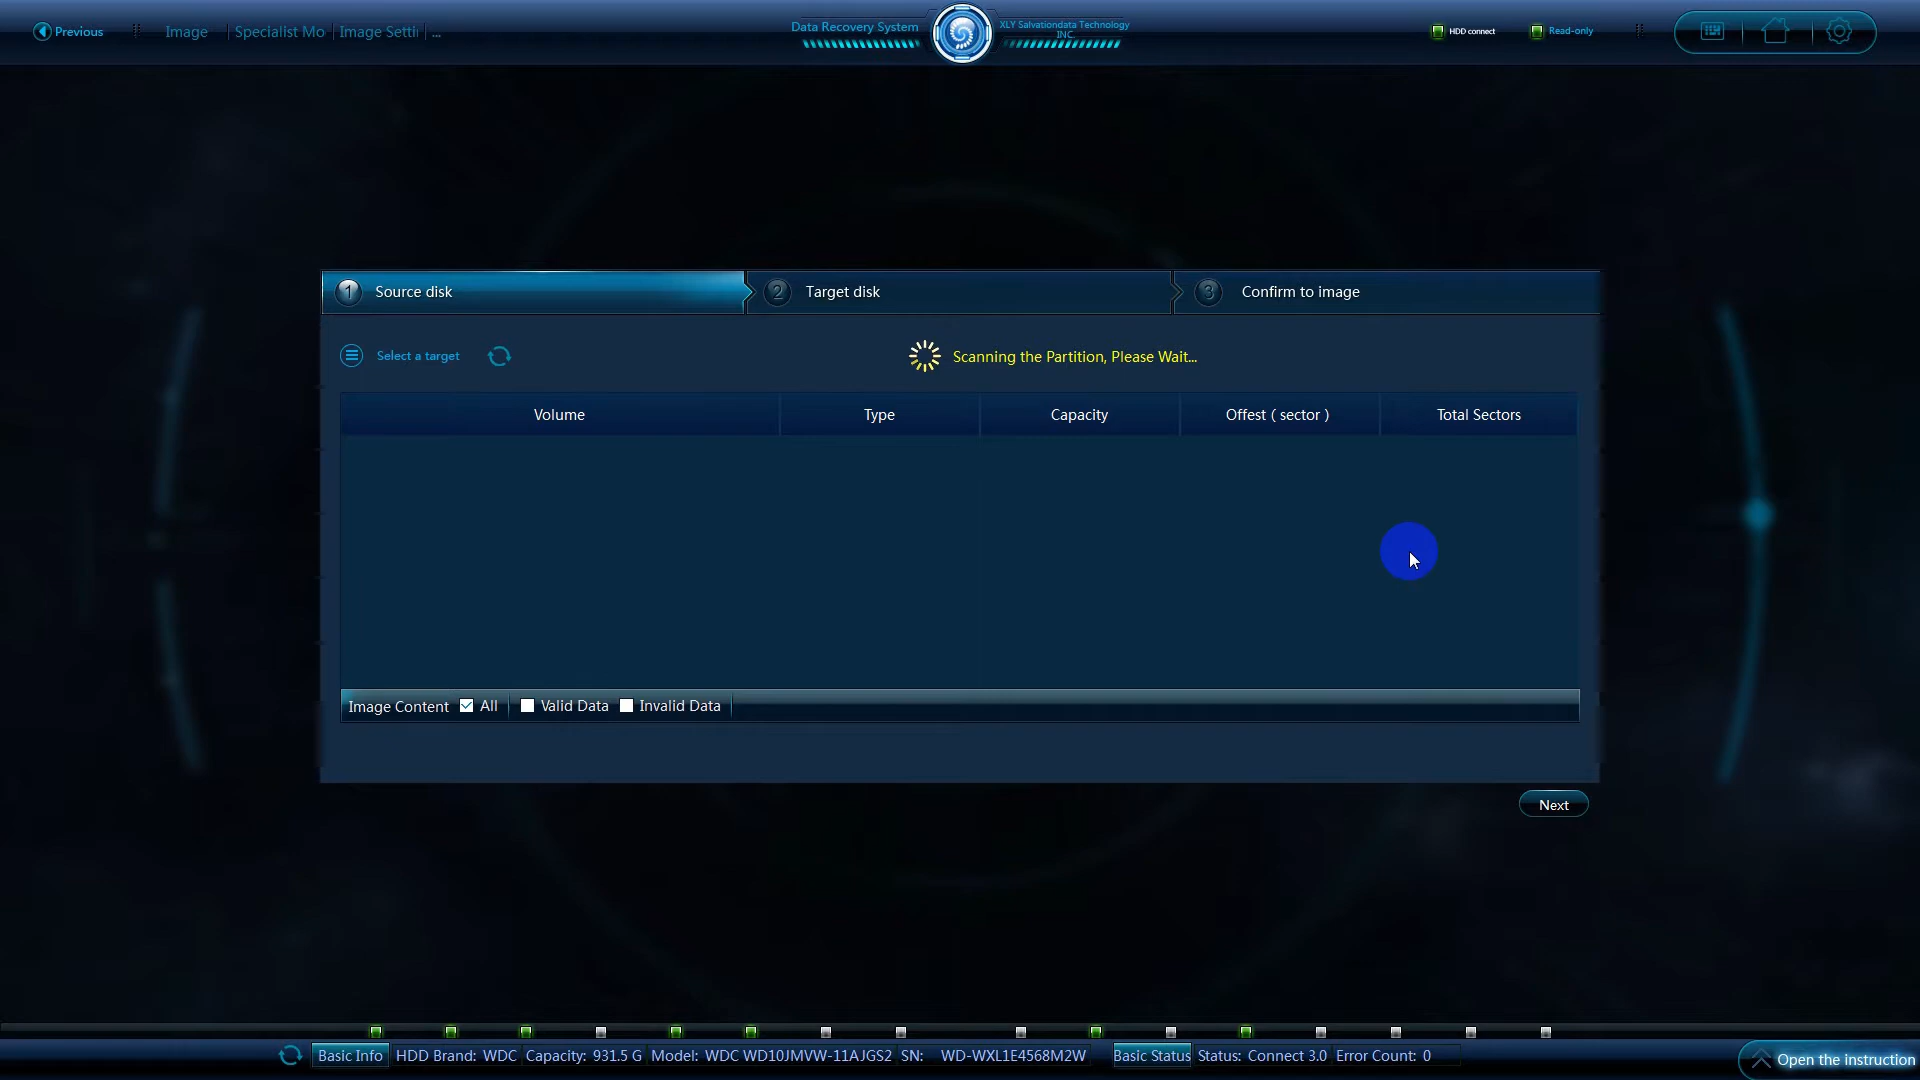 Previous
Image
Specialist Mo
Image Setti
...
Data Recovery System
XLY Salvationdata Technology
INC.
HDD connect
Read-only
1 Source disk
2 Target disk
3 Confirm to image
Select a target
Scanning the Partition, Please Wait...
Volume Type Capacity Offest ( sector ) Total Sectors
Image Content All Valid Data Invalid Data
Next
Basic Info HDD Brand: WDC Capacity: 931.5 G Model: WDC WD10JMVW-11AJGS2 SN: WD-WXL1E4568M2W Basic Status Status: Connect 3.0 Error Count: 0
Open the instruction